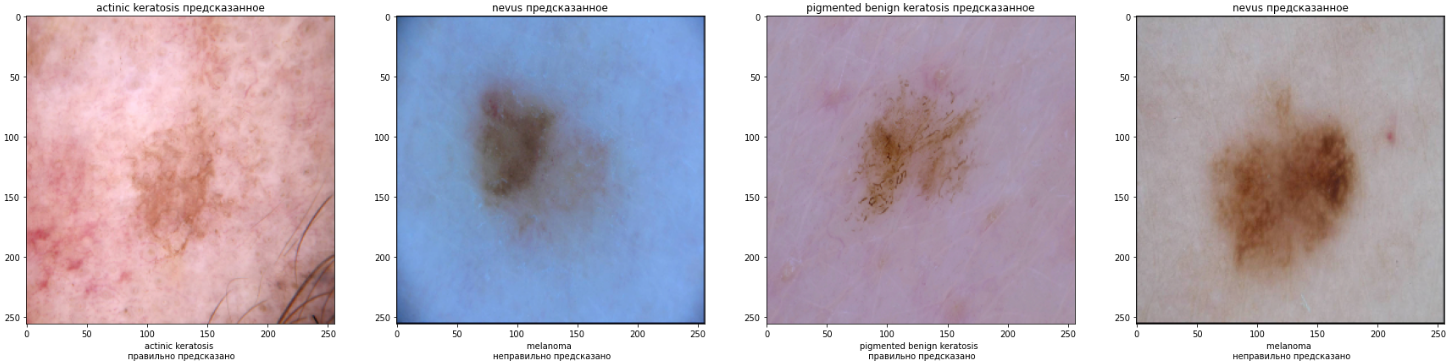 actinic keratosis предсказанное
nevus предсказанное
pigmented benign keratosis предсказанное
nevus предсказанное
0
50
100
150
200
250
0 50 100 150 200 250
0
50
100
150
200
250
0 50 100 150 200 250
0
50
100
150
200
250
0 50 100 150 200 250
0
50
100
150
200
250
0 50 100 150 200 250
actinic keratosis
правильно предсказано
melanoma
неправильно предсказано
pigmented benign keratosis
правильно предсказано
melanoma
неправильно предсказано